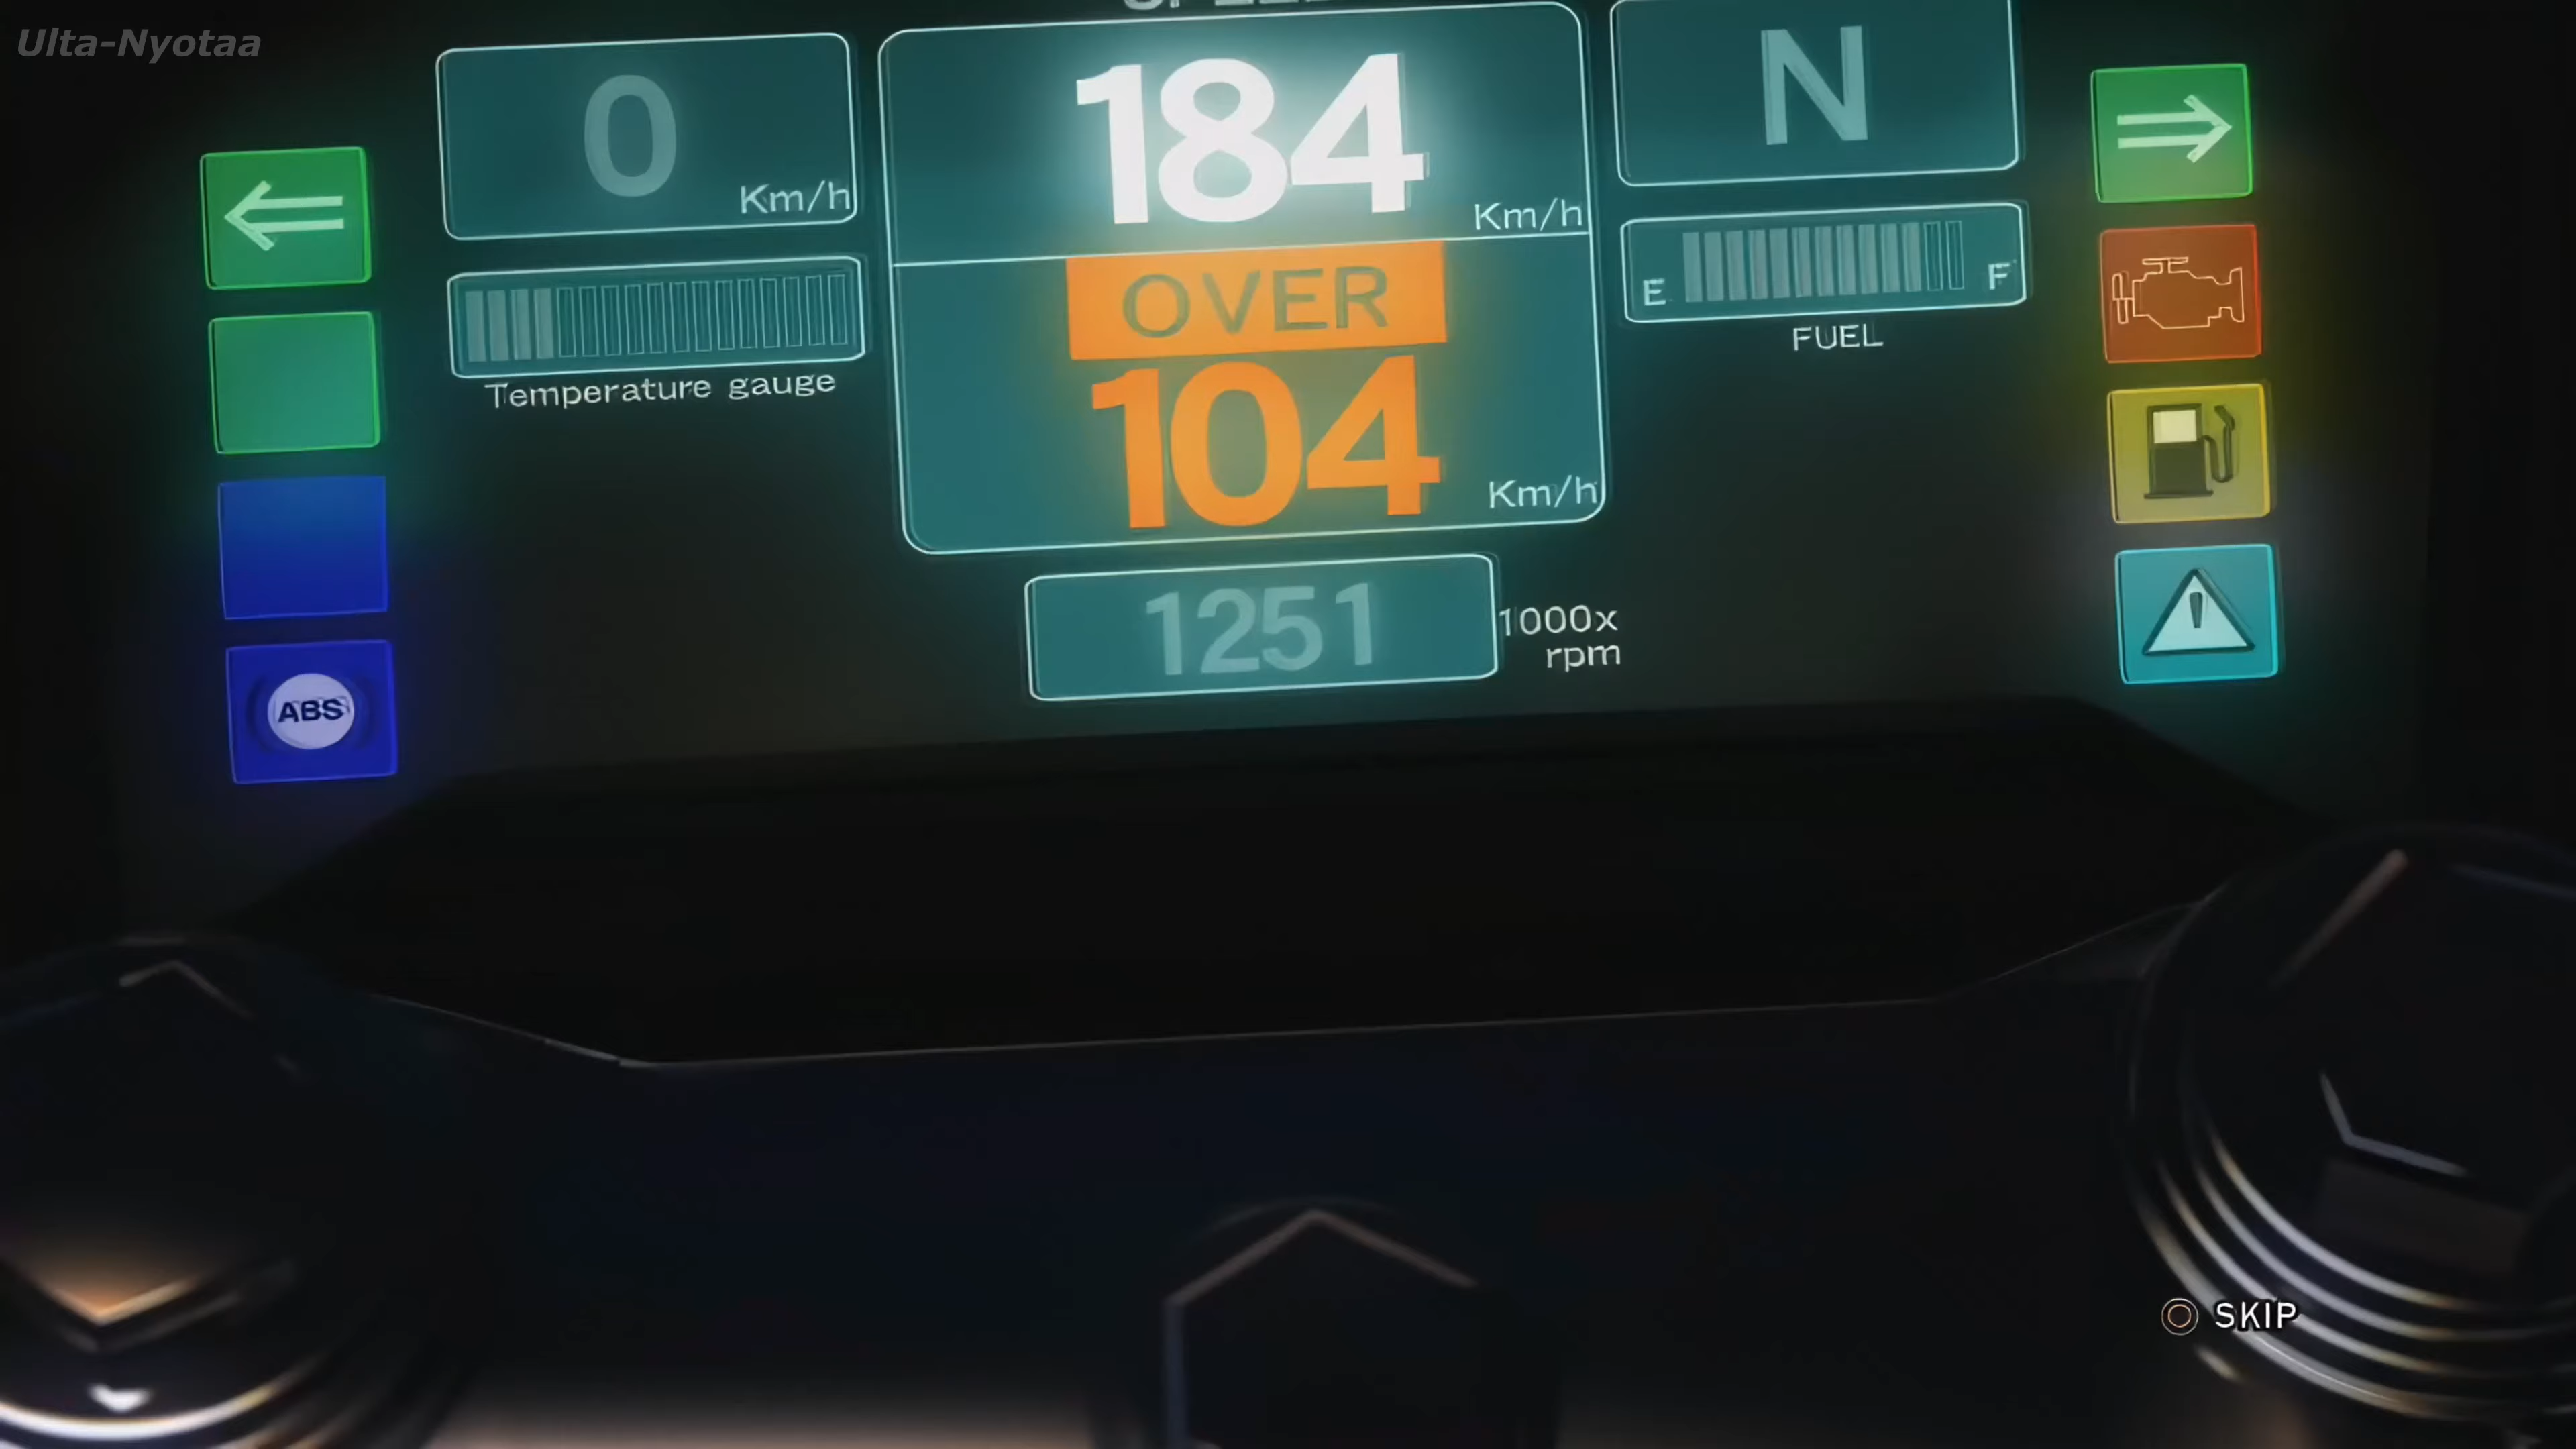 Ulta-Nyotaa
0
Km/h
184
Km/h
N
OVER
104
Km/h
E
F
FUEL
Temperature gauge
1251
1000x
rpm
ABS
SKIP